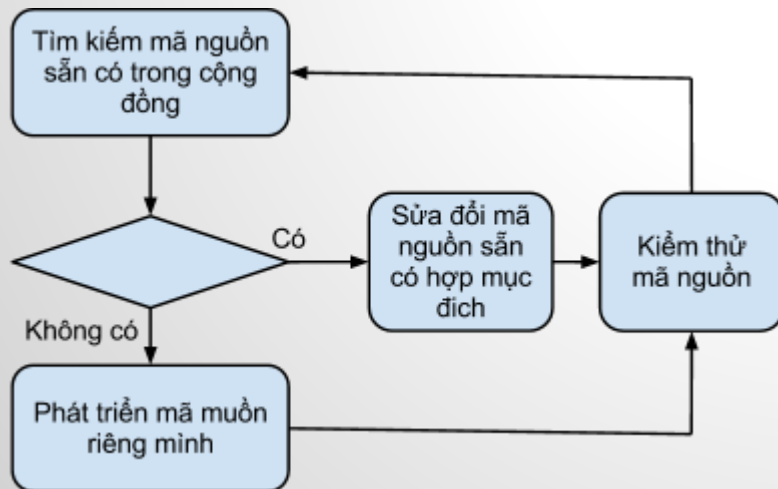 Tìm kiếm mã nguồn
sẵn có trong cộng
đồng
Có
Sửa đổi mã
nguồn sẵn
có hợp mục
đich
Kiểm thử
mã nguồn
Không có
Phát triển mã muồn
riêng mình